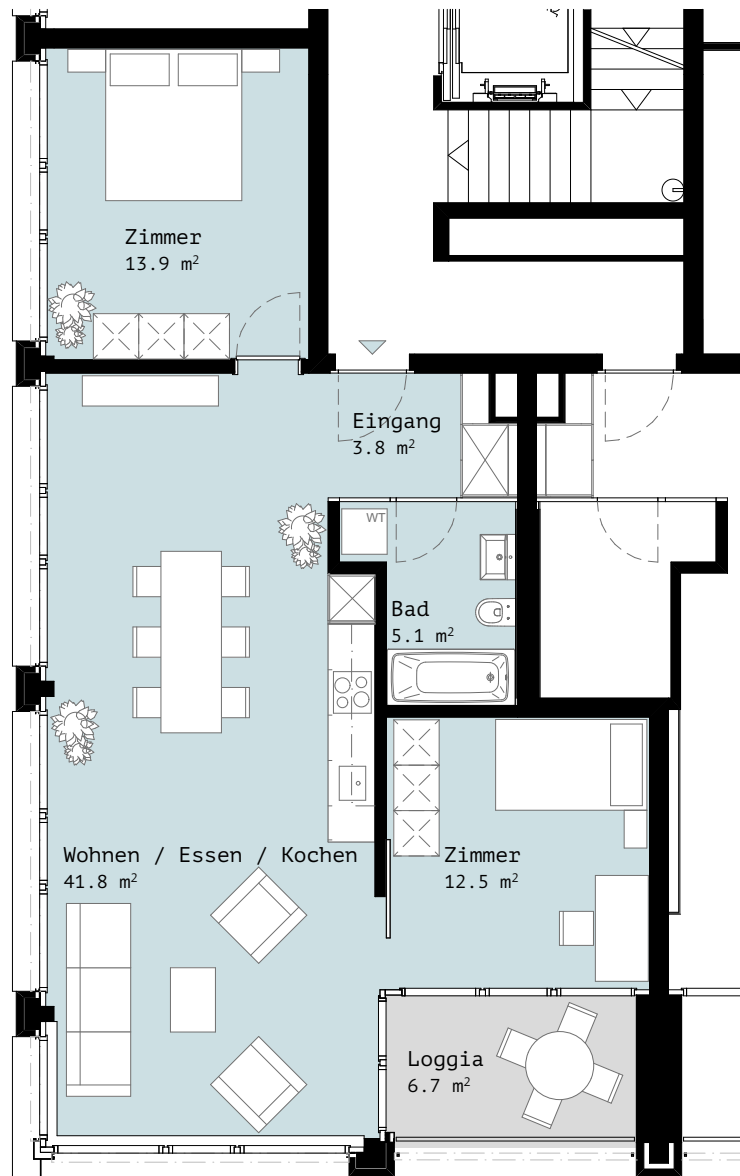 Zimmer
13.9 m²
Eingang
3.8 m²
WT
Bad
5.1 m²
Wohnen / Essen / Kochen
41.8 m²
Zimmer
12.5 m²
Loggia
6.7 m²